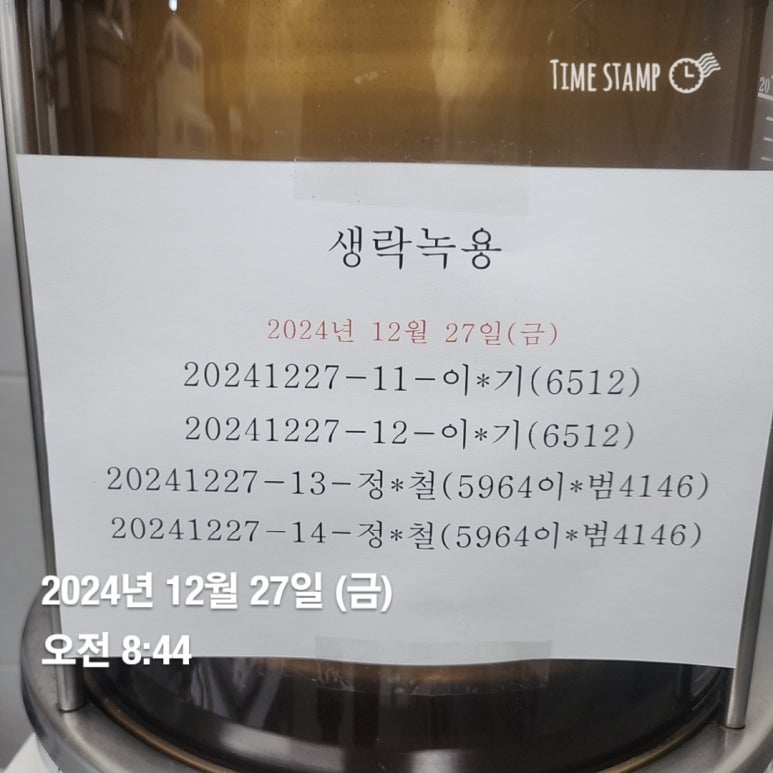 TIME STAMP
20
생락녹용
2024년 12월 27일(금)
20241227-11-이*기(6512)
20241227-12-이*기(6512)
20241227-13-정*철(5964이*범4146)
20241227-14-정*철(5964이*범4146)
2024년 12월 27일 (금)
오전 8:44